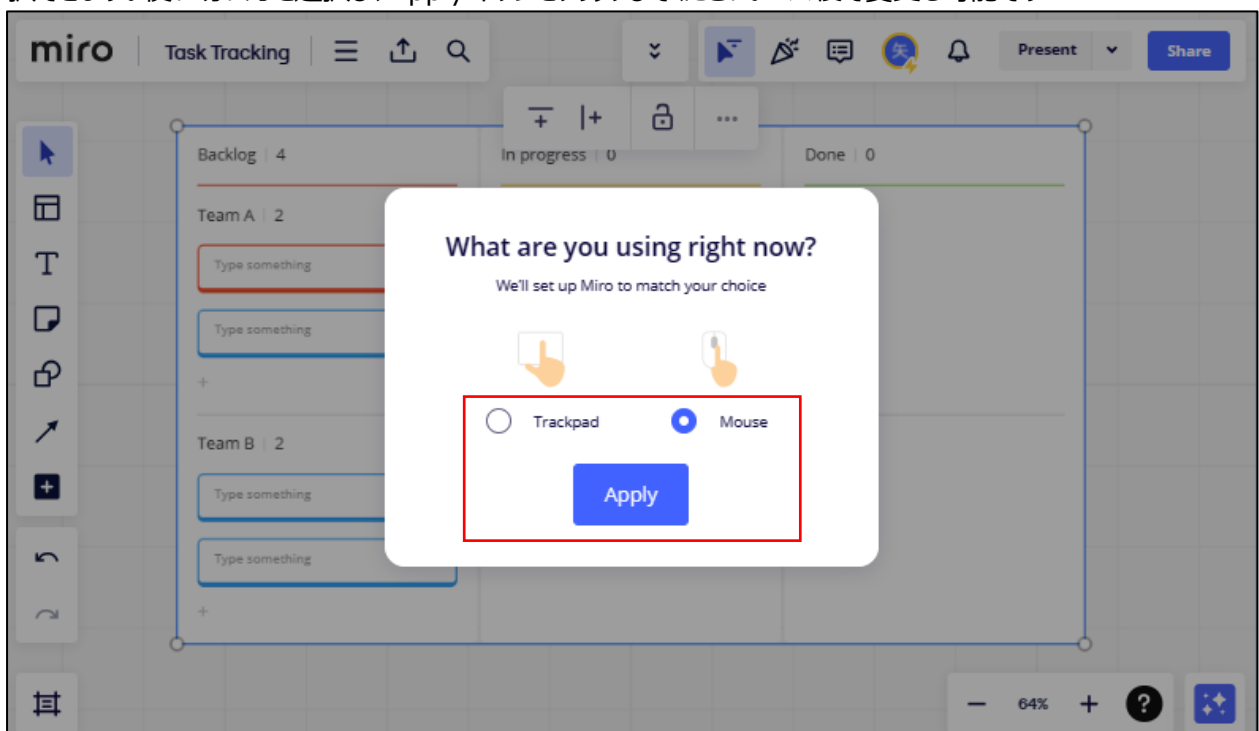 miro Task Tracking Present Share
Backlog 4 In progress 0 Done 0
Team A 2
What are you using right now?
Type something
We'll set up Miro to match your choice
Type something
+
Trackpad Mouse
Team B 2
Apply
Type something
Type something
+
64%